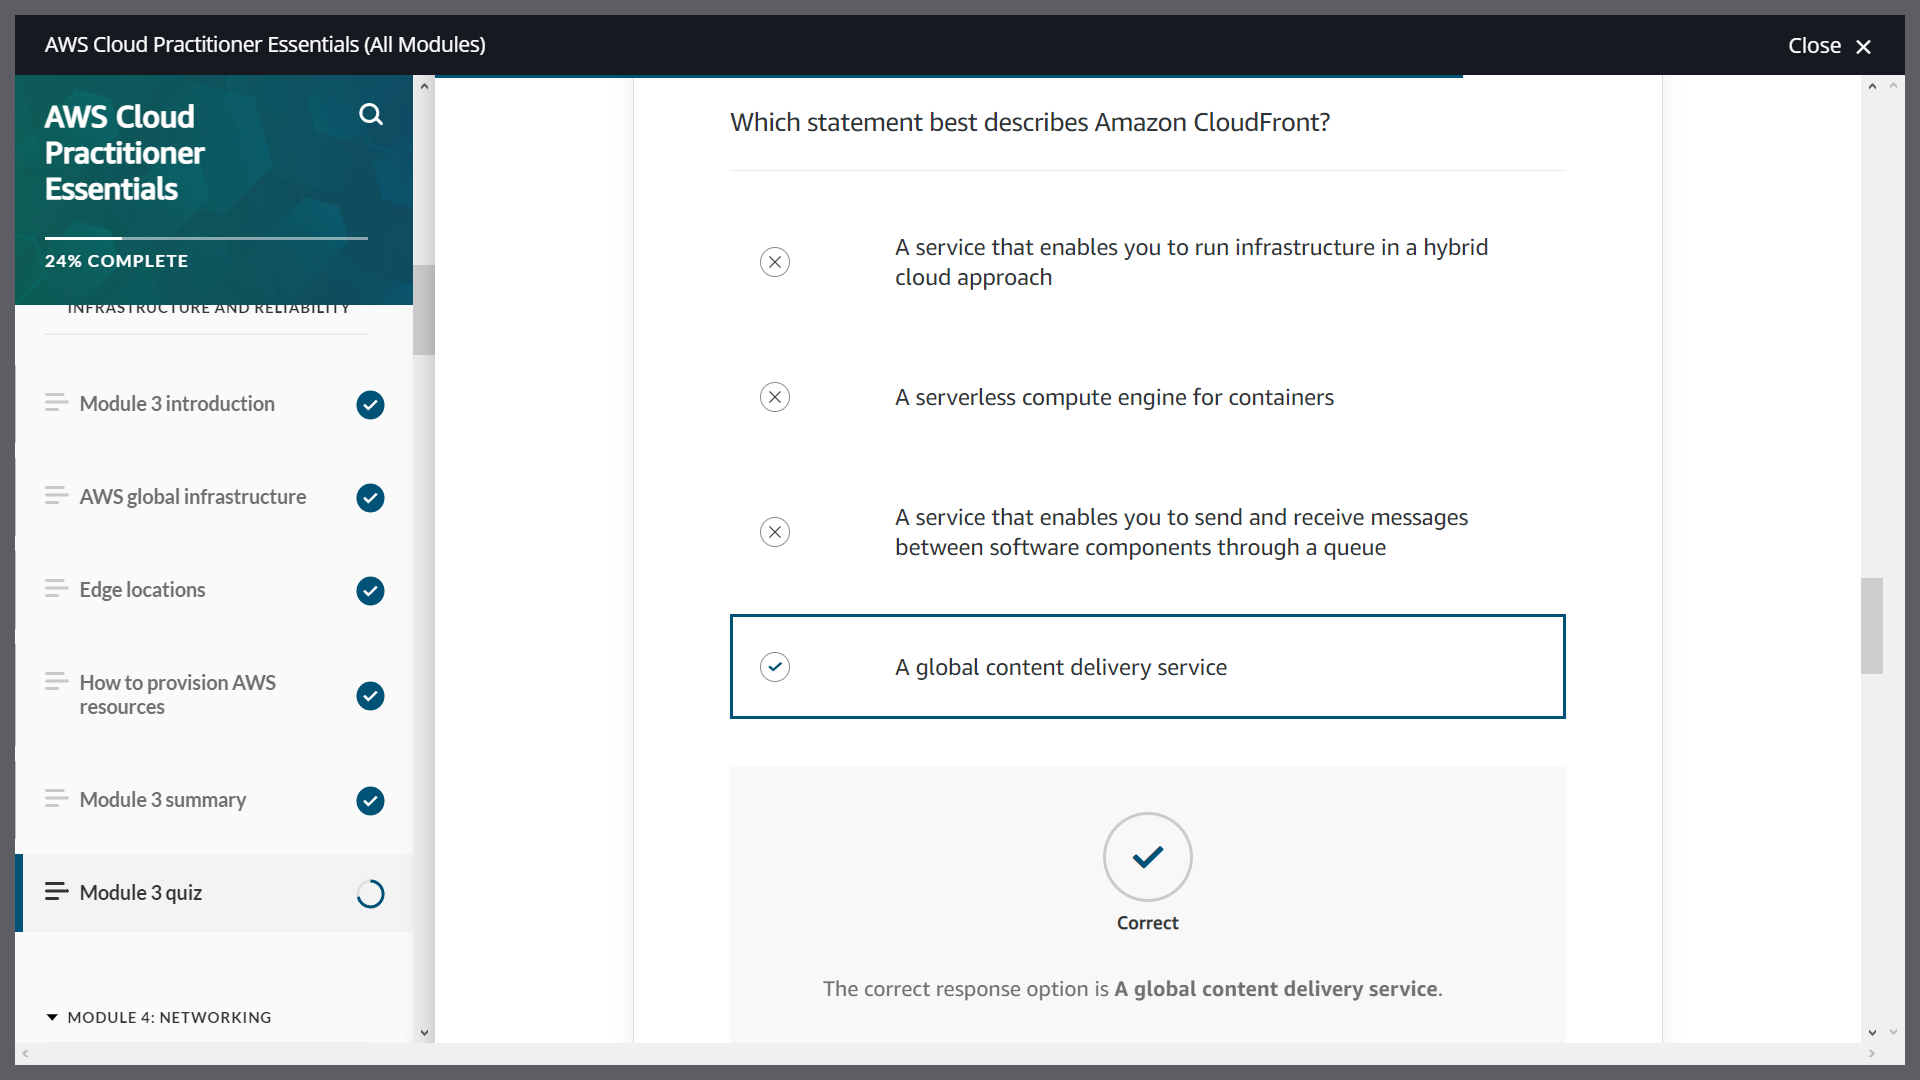 AWS Cloud Practitioner Essentials (All Modules)
Close
AWS Cloud
Practitioner
Essentials
24% COMPLETE
INFRASTRUCTURE AND RELIABILITY
Module 3 introduction
AWS global infrastructure
Edge locations
How to provision AWS
resources
Module 3 summary
Module 3 quiz
MODULE 4: NETWORKING
Which statement best describes Amazon CloudFront?
A service that enables you to run infrastructure in a hybrid
cloud approach
A serverless compute engine for containers
A service that enables you to send and receive messages
between software components through a queue
A global content delivery service
Correct
The correct response option is A global content delivery service.